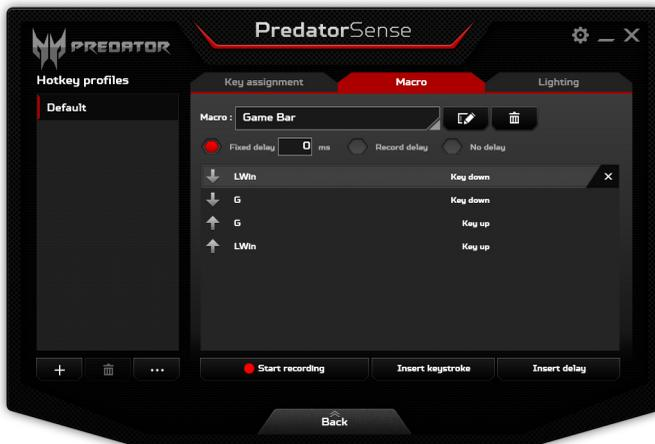 PREDATOR
PredatorSense
Hotkey profiles
Default
Key assignment
Macro
Lighting
Macro : Game Bar
Fixed delay 0 ms Record delay No delay
LWin Key down
G Key down
G Key up
LWin Key up
Start recording
Insert keystroke
Insert delay
Back